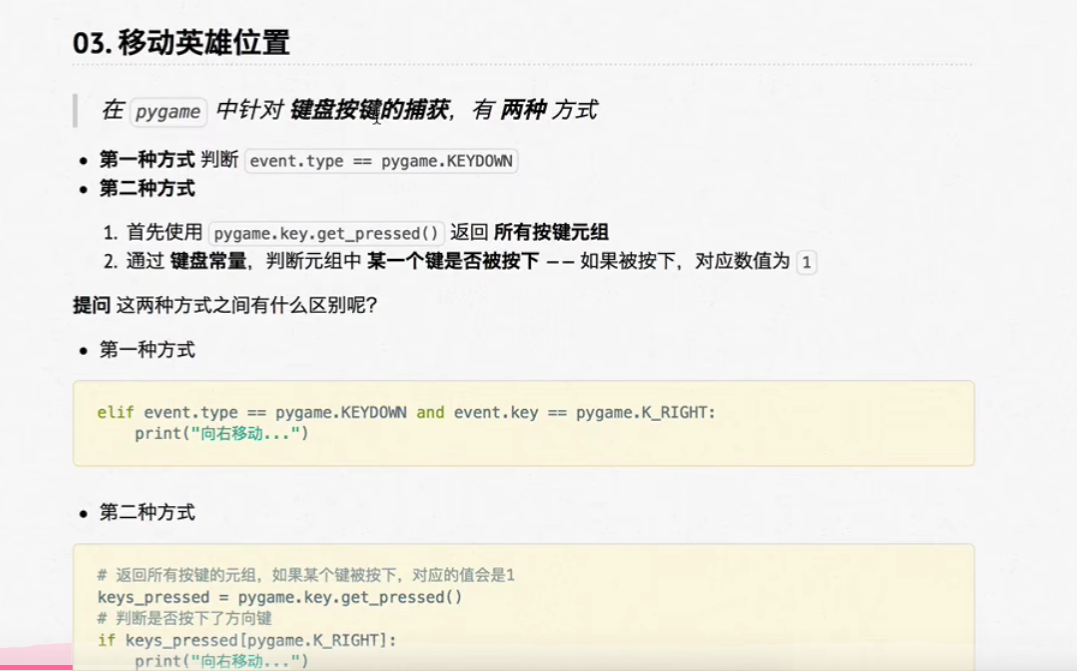 03. 移动英雄位置
在 pygame 中针对 键盘按键的捕获，有 两种 方式
• 第一种方式 判断 event.type == pygame.KEYDOWN
• 第二种方式
1. 首先使用 pygame.key.get_pressed() 返回 所有按键元组
2. 通过 键盘常量，判断元组中 某一个键是否被按下 —— 如果被按下，对应数值为 1
提问 这两种方式之间有什么区别呢？
• 第一种方式
elif event.type == pygame.KEYDOWN and event.key == pygame.K_RIGHT:
    print("向右移动...")
• 第二种方式
# 返回所有按键的元组，如果某个键被按下，对应的值会是1
keys_pressed = pygame.key.get_pressed()
# 判断是否按下了方向键
if keys_pressed[pygame.K_RIGHT]:
    print("向右移动...")